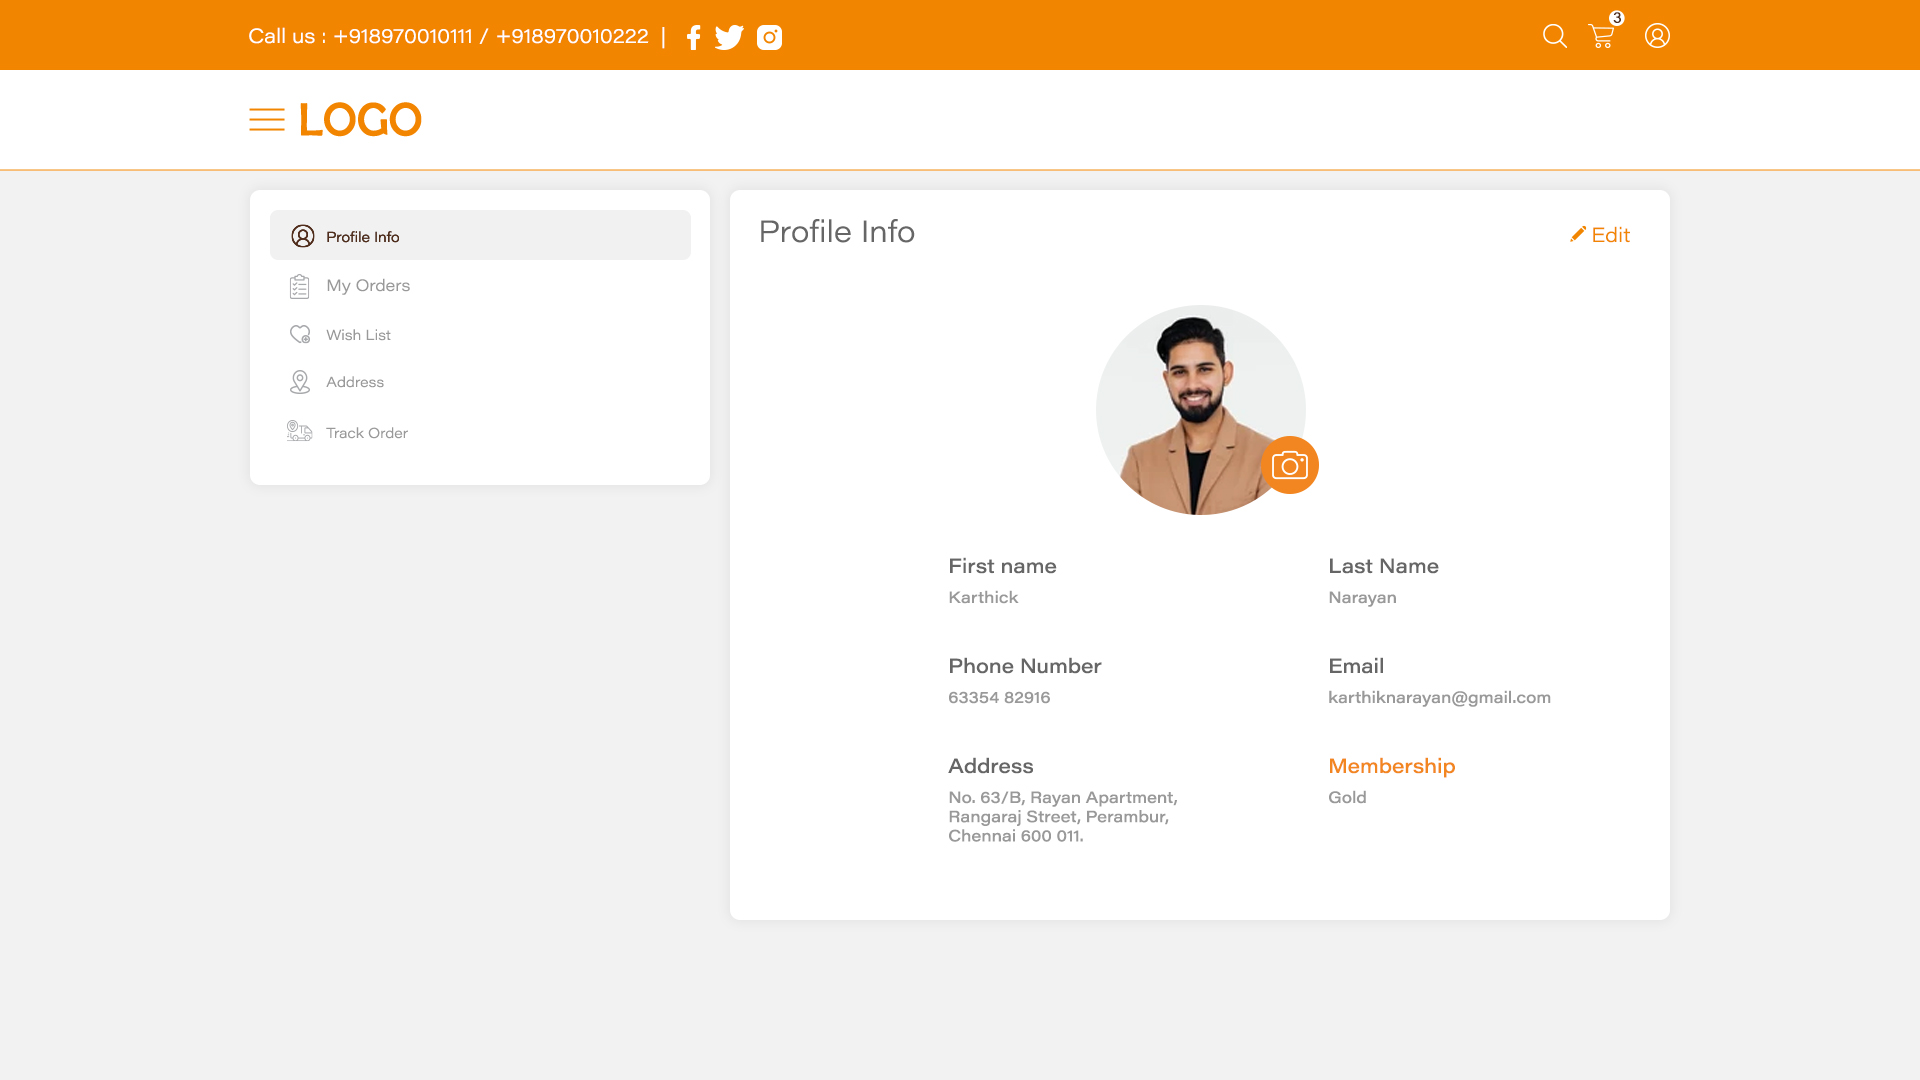 Call us : +918970010111 / +918970010222 |
3
LOGO
Profile Info
My Orders
Wish List
Address
Track Order
Profile Info
Edit
First name
Karthick
Last Name
Narayan
Phone Number
63354 82916
Email
karthiknarayan@gmail.com
Address
No. 63/B, Rayan Apartment,
Rangaraj Street, Perambur,
Chennai 600 011.
Membership
Gold